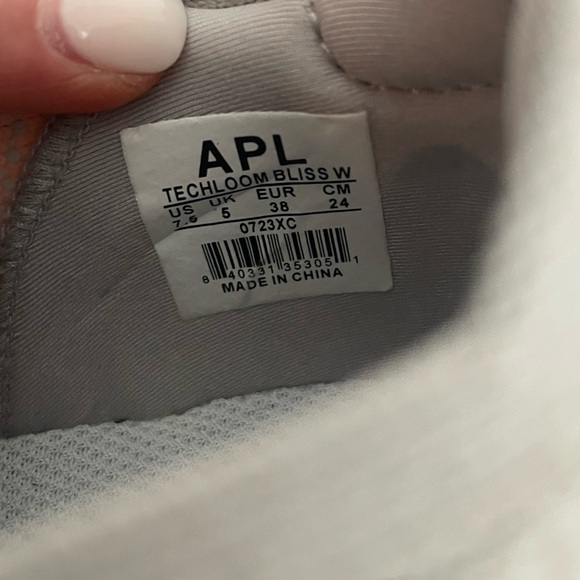 APL
TECHLOOM BLISS W
US UK EUR CM
7.5 5 38 24
0723XC
8 40331 35305 1
MADE IN CHINA